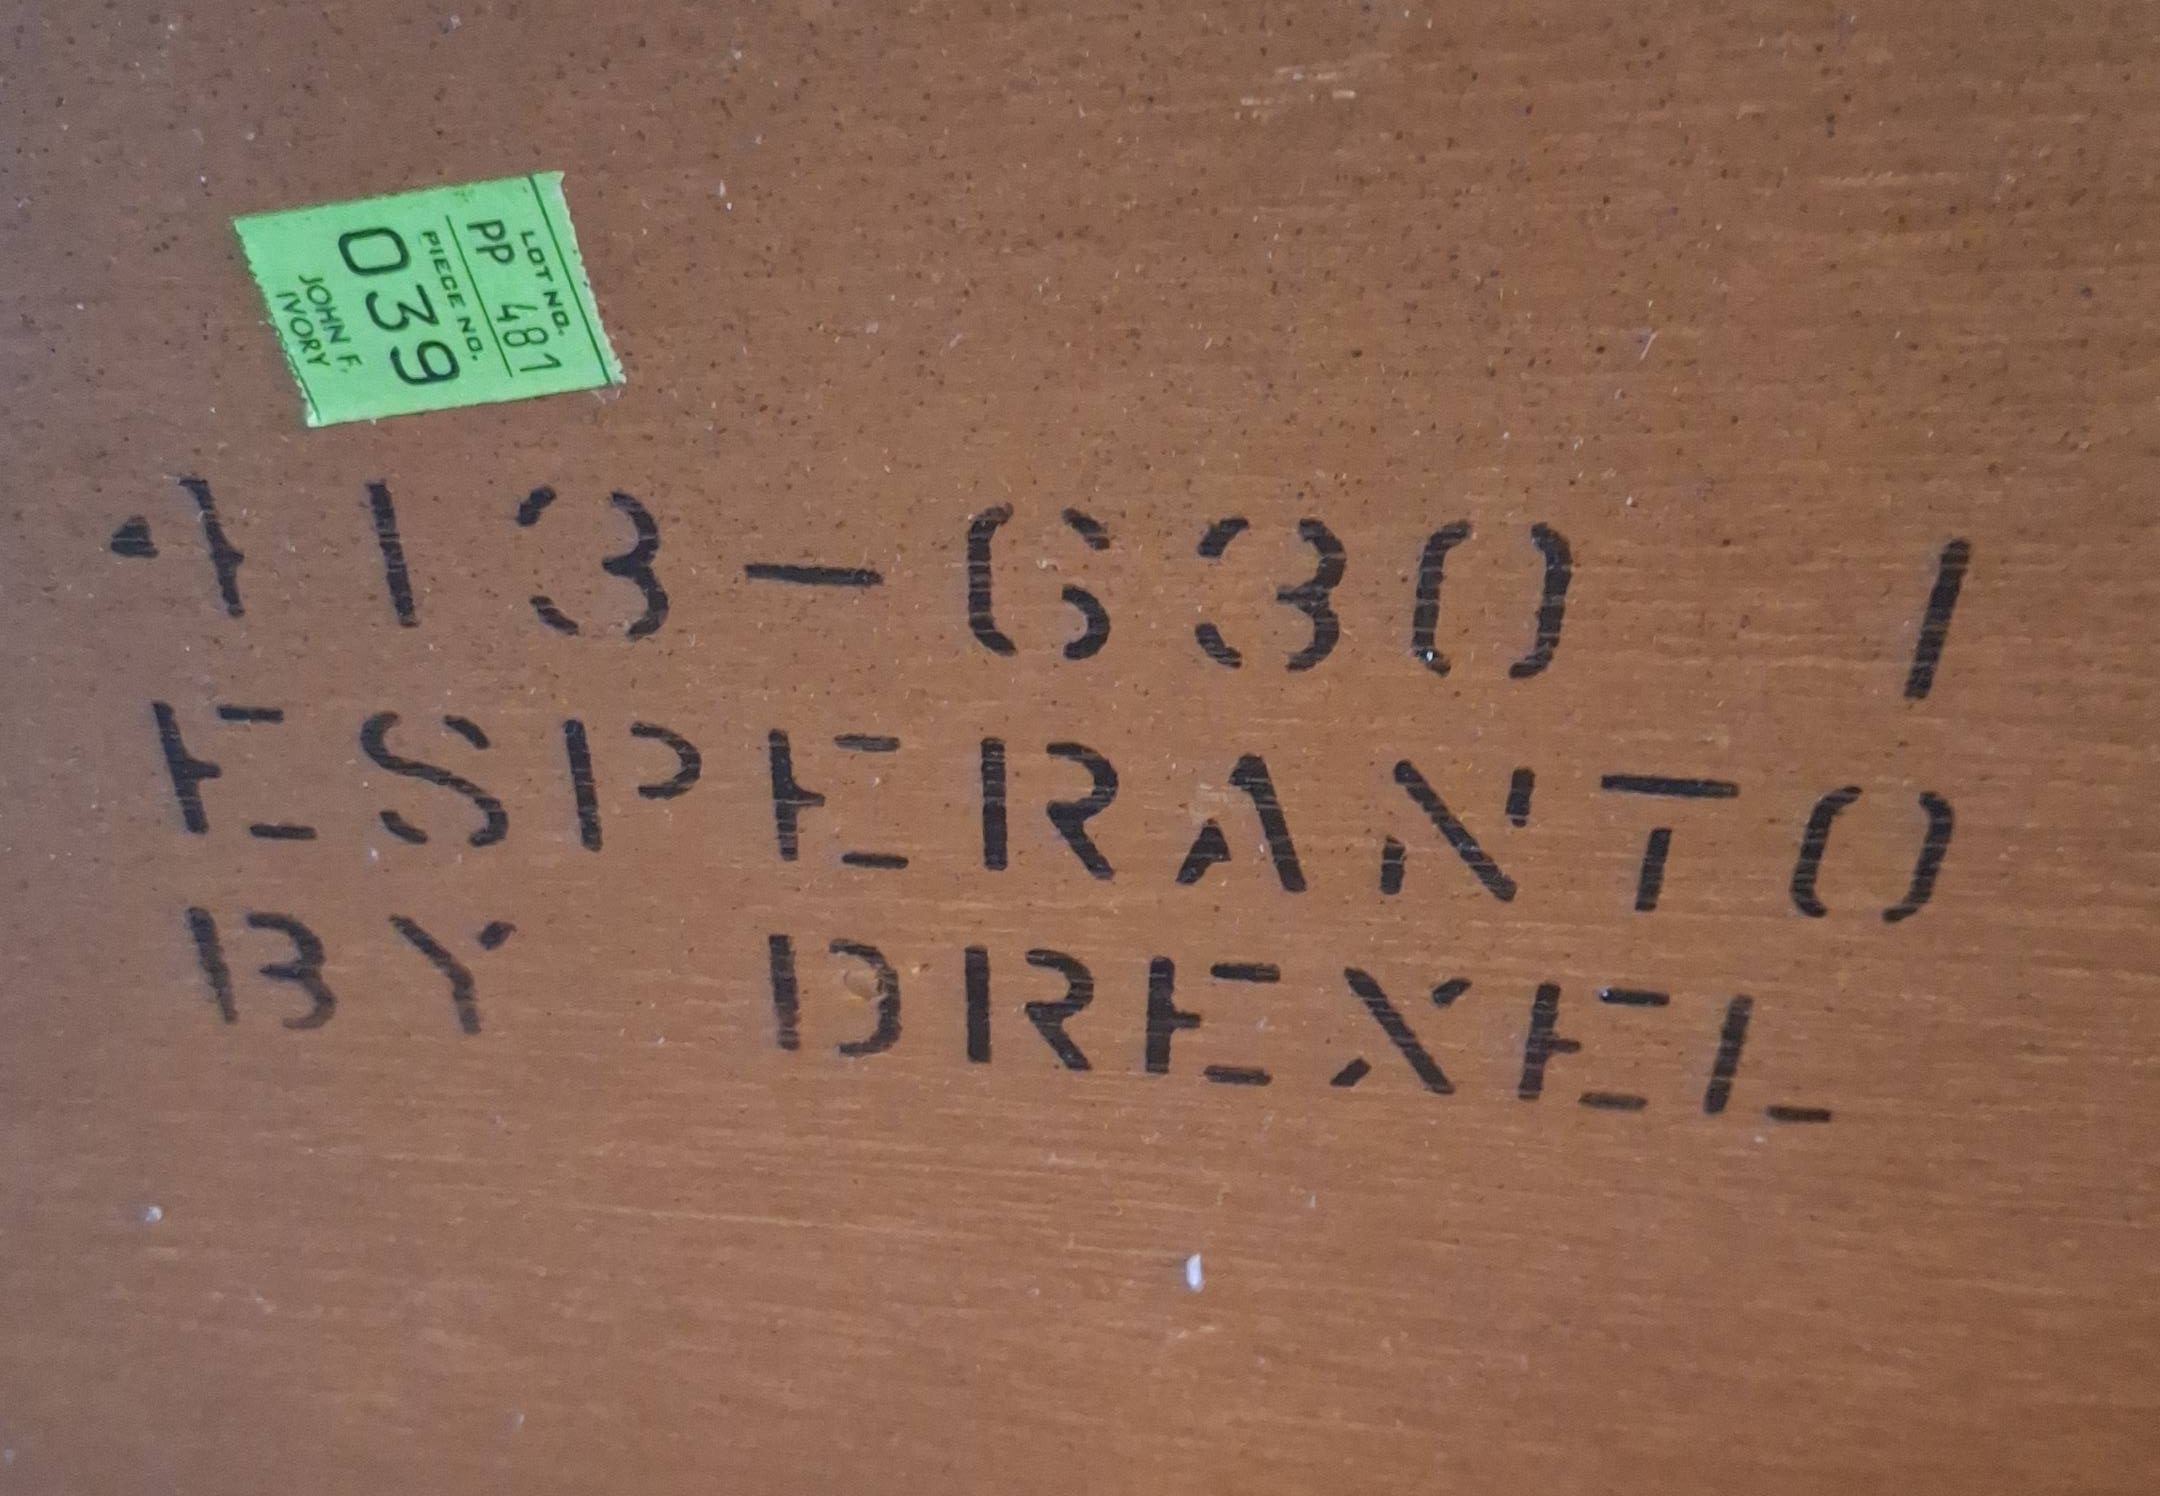 LOT NO.
PP 481
PIECE NO.
039
JOHN F.
IVORY
413-630 1
ESPERANTO
BY DREXEL